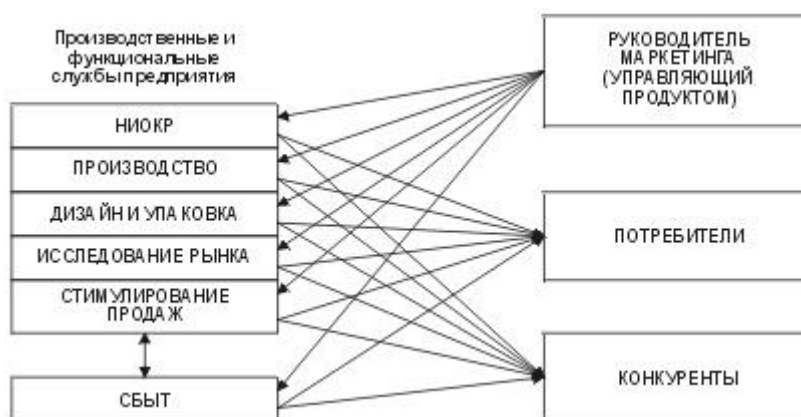 Производственные и
функциональные
службы предприятия
НИОКР
ПРОИЗВОДСТВО
ДИЗАЙН И УПАКОВКА
ИССЛЕДОВАНИЕ РЫНКА
СТИМУЛИРОВАНИЕ
ПРОДАЖ
СБЫТ
РУКОВОДИТЕЛЬ
МАРКЕТИНГА
(УПРАВЛЯЮЩИЙ
ПРОДУКТОМ)
ПОТРЕБИТЕЛИ
КОНКУРЕНТЫ